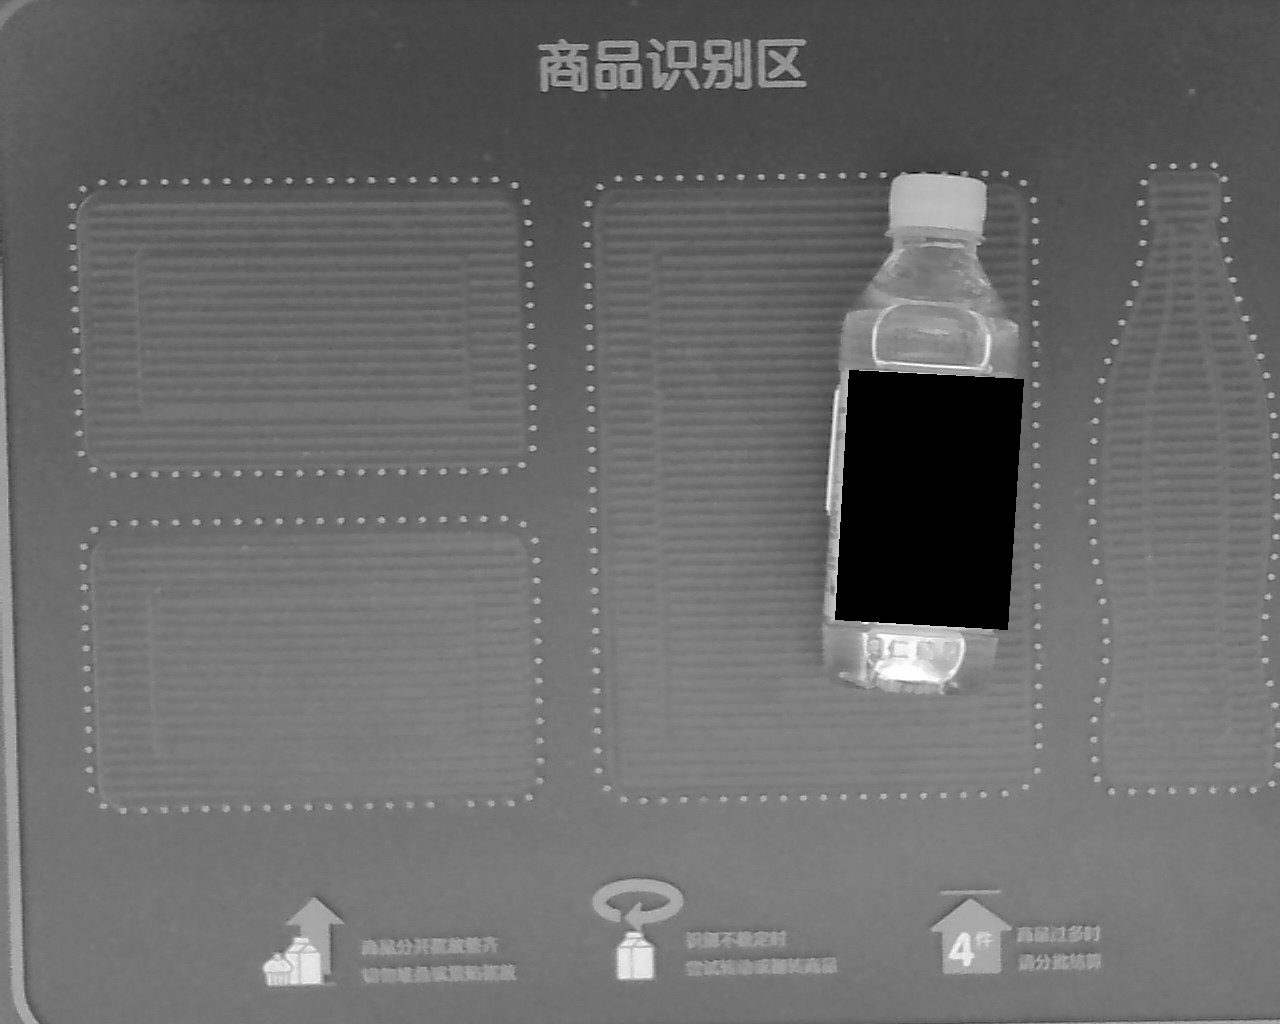 商品识别区
商品分开摆放整齐
切勿堆叠或靠贴摆放
识别不稳定时
尝试转动或翻转商品
4件
商品过多时
请分批结算